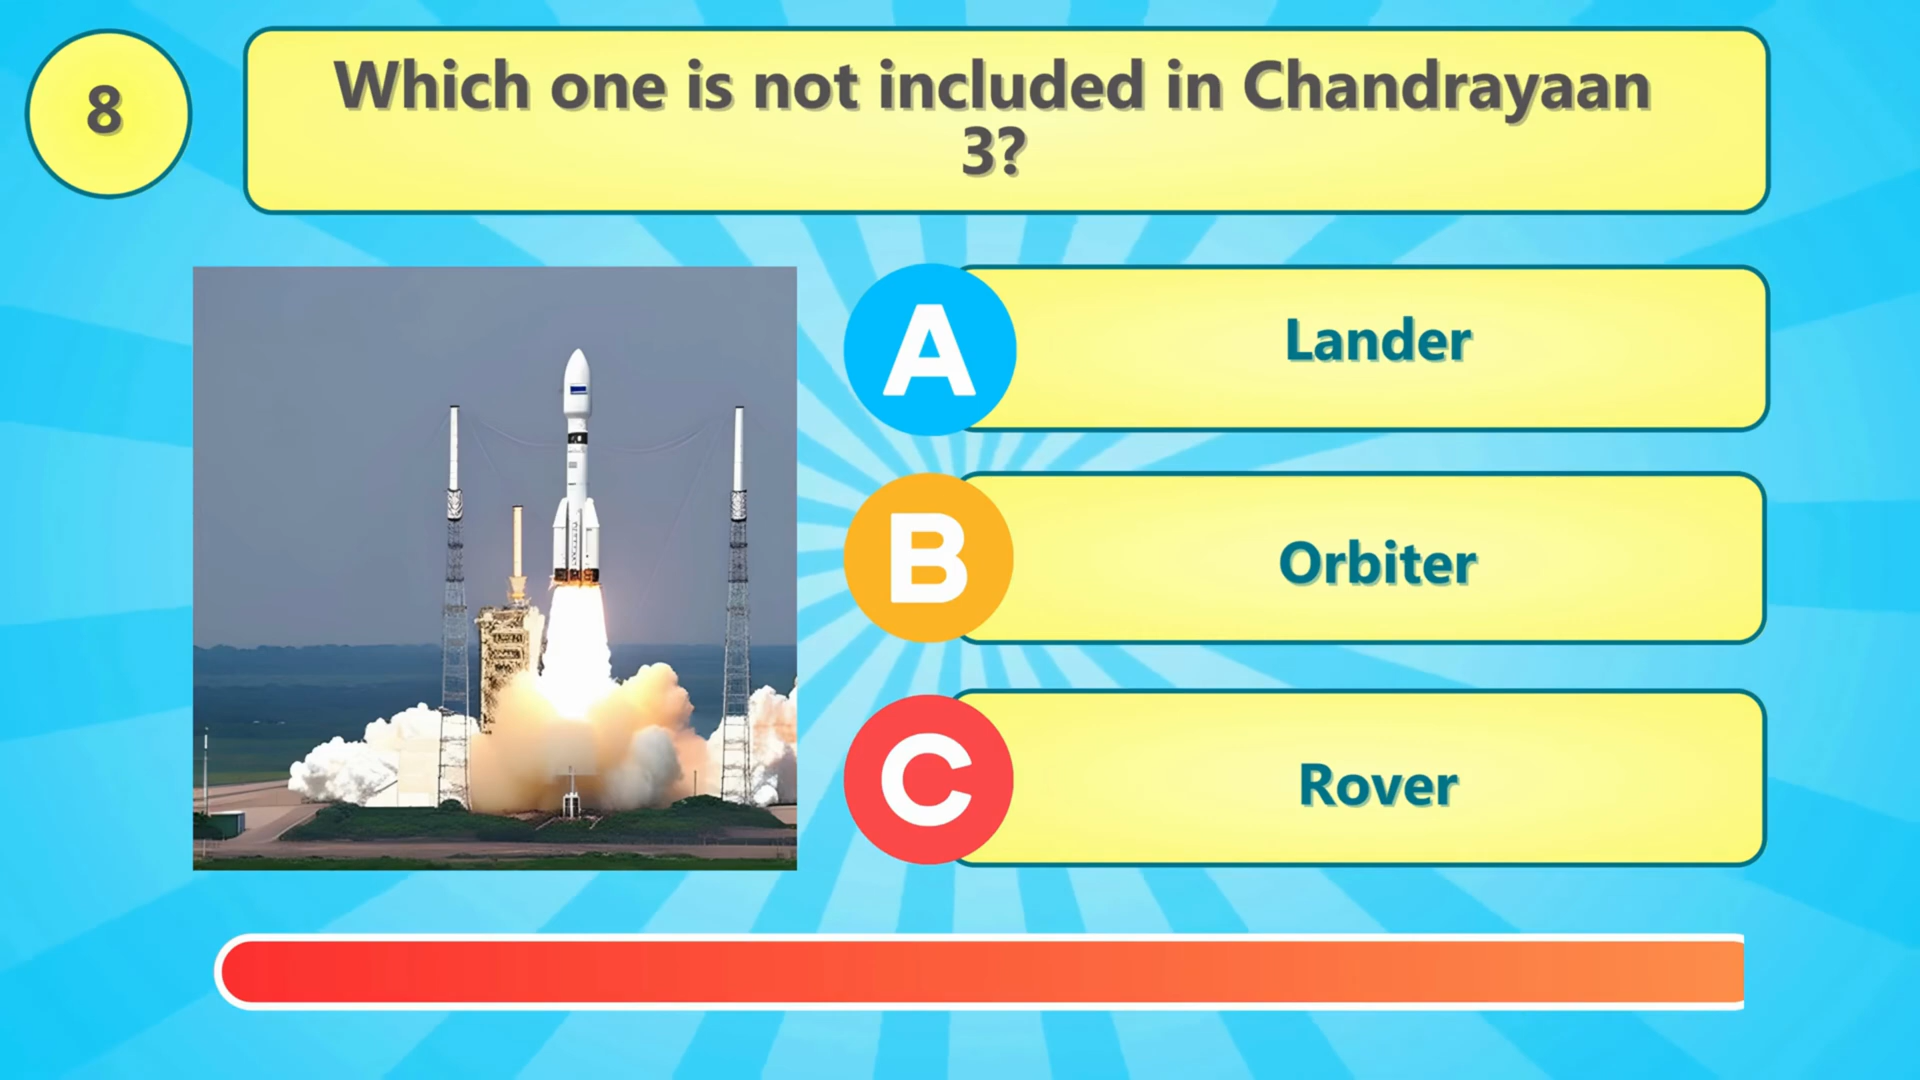 8
Which one is not included in Chandrayaan
3?
A
Lander
B
Orbiter
C
Rover